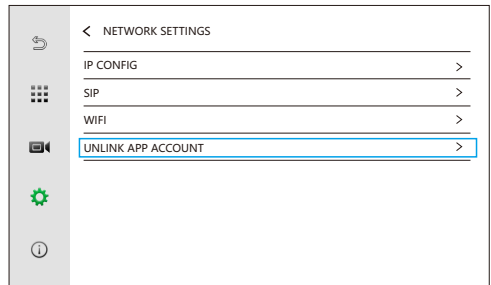 NETWORK SETTINGS
IP CONFIG
SIP
WIFI
UNLINK APP ACCOUNT